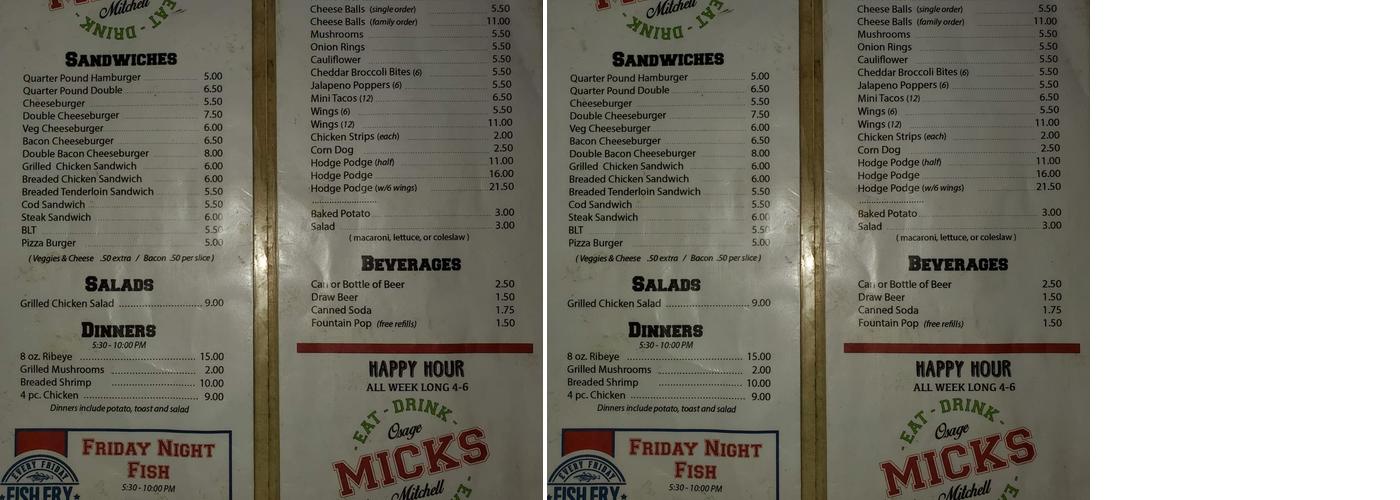 Mitchell
EAT - DRINK -
SANDWICHES
Quarter Pound Hamburger 5.00
Quarter Pound Double 6.50
Cheeseburger 5.50
Double Cheeseburger 7.50
Veg Cheeseburger 6.00
Bacon Cheeseburger 6.50
Double Bacon Cheeseburger 8.00
Grilled Chicken Sandwich 6.00
Breaded Chicken Sandwich 6.00
Breaded Tenderloin Sandwich 5.50
Cod Sandwich 5.50
Steak Sandwich 6.00
BLT 5.50
Pizza Burger 5.00
( Veggies & Cheese .50 extra / Bacon .50 per slice )
SALADS
Grilled Chicken Salad 9.00
DINNERS
5:30 - 10:00 PM
8 oz. Ribeye 15.00
Grilled Mushrooms 2.00
Breaded Shrimp 10.00
4 pc. Chicken 9.00
Dinners include potato, toast and salad
EVERY FRIDAY
FISH FRY
FRIDAY NIGHT
FISH
5:30 - 10:00 PM
Cheese Balls (single order) 5.50
Cheese Balls (family order) 11.00
Mushrooms 5.50
Onion Rings 5.50
Cauliflower 5.50
Cheddar Broccoli Bites (6) 5.50
Jalapeno Poppers (6) 5.50
Mini Tacos (12) 6.50
Wings (6) 5.50
Wings (12) 11.00
Chicken Strips (each) 2.00
Corn Dog 2.50
Hodge Podge (half) 11.00
Hodge Podge 16.00
Hodge Podge (w/6 wings) 21.50
Baked Potato 3.00
Salad 3.00
( macaroni, lettuce, or coleslaw )
BEVERAGES
Can or Bottle of Beer 2.50
Draw Beer 1.50
Canned Soda 1.75
Fountain Pop (free refills) 1.50
HAPPY HOUR
ALL WEEK LONG 4-6
- EAT - DRINK -
Osage
MICKS
Mitchell
Mitchell
EAT - DRINK -
SANDWICHES
Quarter Pound Hamburger 5.00
Quarter Pound Double 6.50
Cheeseburger 5.50
Double Cheeseburger 7.50
Veg Cheeseburger 6.00
Bacon Cheeseburger 6.50
Double Bacon Cheeseburger 8.00
Grilled Chicken Sandwich 6.00
Breaded Chicken Sandwich 6.00
Breaded Tenderloin Sandwich 5.50
Cod Sandwich 5.50
Steak Sandwich 6.00
BLT 5.50
Pizza Burger 5.00
( Veggies & Cheese .50 extra / Bacon .50 per slice )
SALADS
Grilled Chicken Salad 9.00
DINNERS
5:30 - 10:00 PM
8 oz. Ribeye 15.00
Grilled Mushrooms 2.00
Breaded Shrimp 10.00
4 pc. Chicken 9.00
Dinners include potato, toast and salad
EVERY FRIDAY
FISH FRY
FRIDAY NIGHT
FISH
5:30 - 10:00 PM
Cheese Balls (single order) 5.50
Cheese Balls (family order) 11.00
Mushrooms 5.50
Onion Rings 5.50
Cauliflower 5.50
Cheddar Broccoli Bites (6) 5.50
Jalapeno Poppers (6) 5.50
Mini Tacos (12) 6.50
Wings (6) 5.50
Wings (12) 11.00
Chicken Strips (each) 2.00
Corn Dog 2.50
Hodge Podge (half) 11.00
Hodge Podge 16.00
Hodge Podge (w/6 wings) 21.50
Baked Potato 3.00
Salad 3.00
( macaroni, lettuce, or coleslaw )
BEVERAGES
Can or Bottle of Beer 2.50
Draw Beer 1.50
Canned Soda 1.75
Fountain Pop (free refills) 1.50
HAPPY HOUR
ALL WEEK LONG 4-6
- EAT - DRINK -
Osage
MICKS
Mitchell